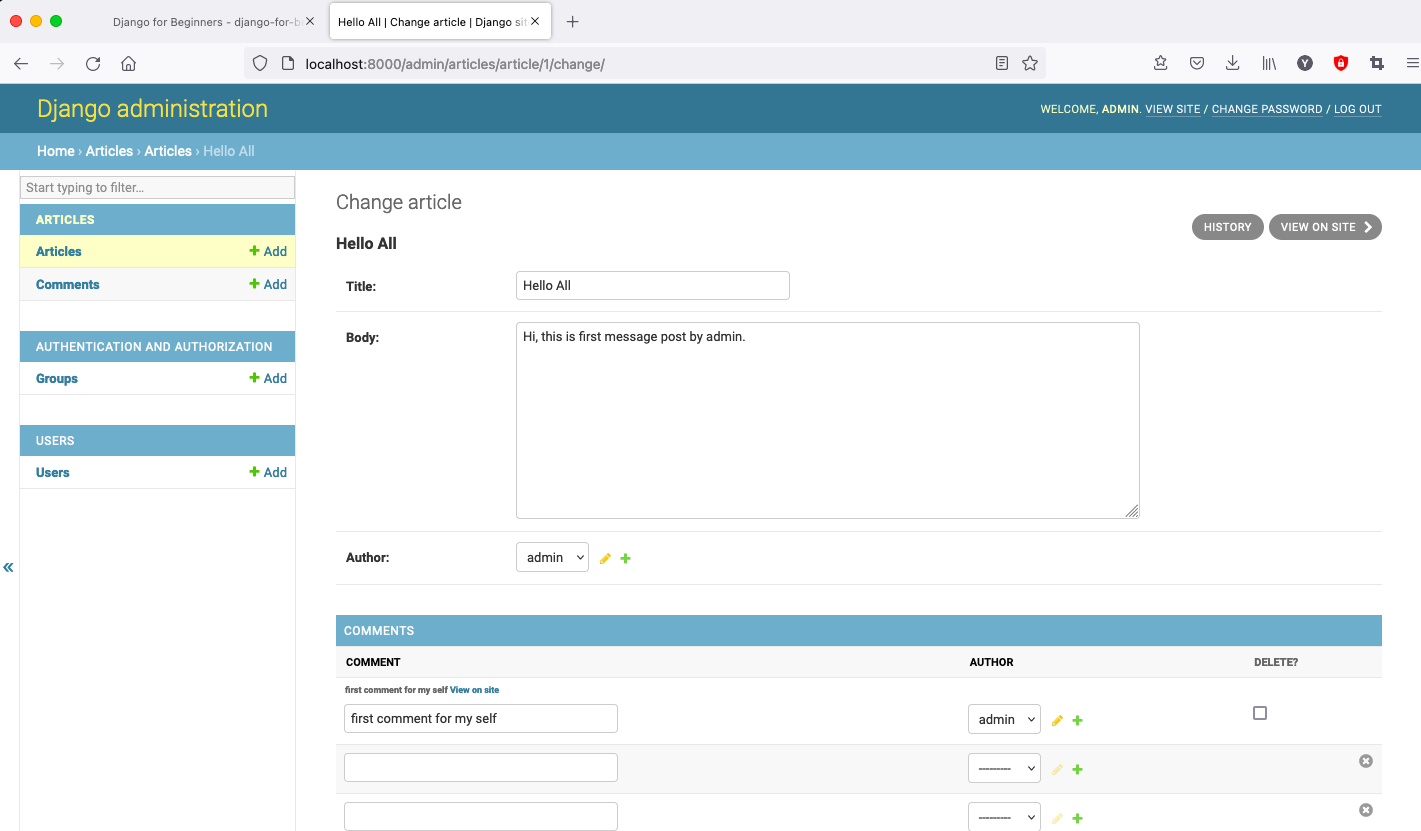 Django for Beginners - django-for-b
Hello All | Change article | Django sit
localhost:8000/admin/articles/article/1/change/
Y
Django administration
WELCOME, ADMIN. VIEW SITE / CHANGE PASSWORD / LOG OUT
Home › Articles › Articles › Hello All
Start typing to filter...
ARTICLES
Articles + Add
Comments + Add
AUTHENTICATION AND AUTHORIZATION
Groups + Add
USERS
Users + Add
«
Change article
HISTORY VIEW ON SITE
Hello All
Title: Hello All
Body: Hi, this is first message post by admin.
Author: admin
COMMENTS
COMMENT AUTHOR DELETE?
first comment for my self View on site
first comment for my self admin
---------
---------